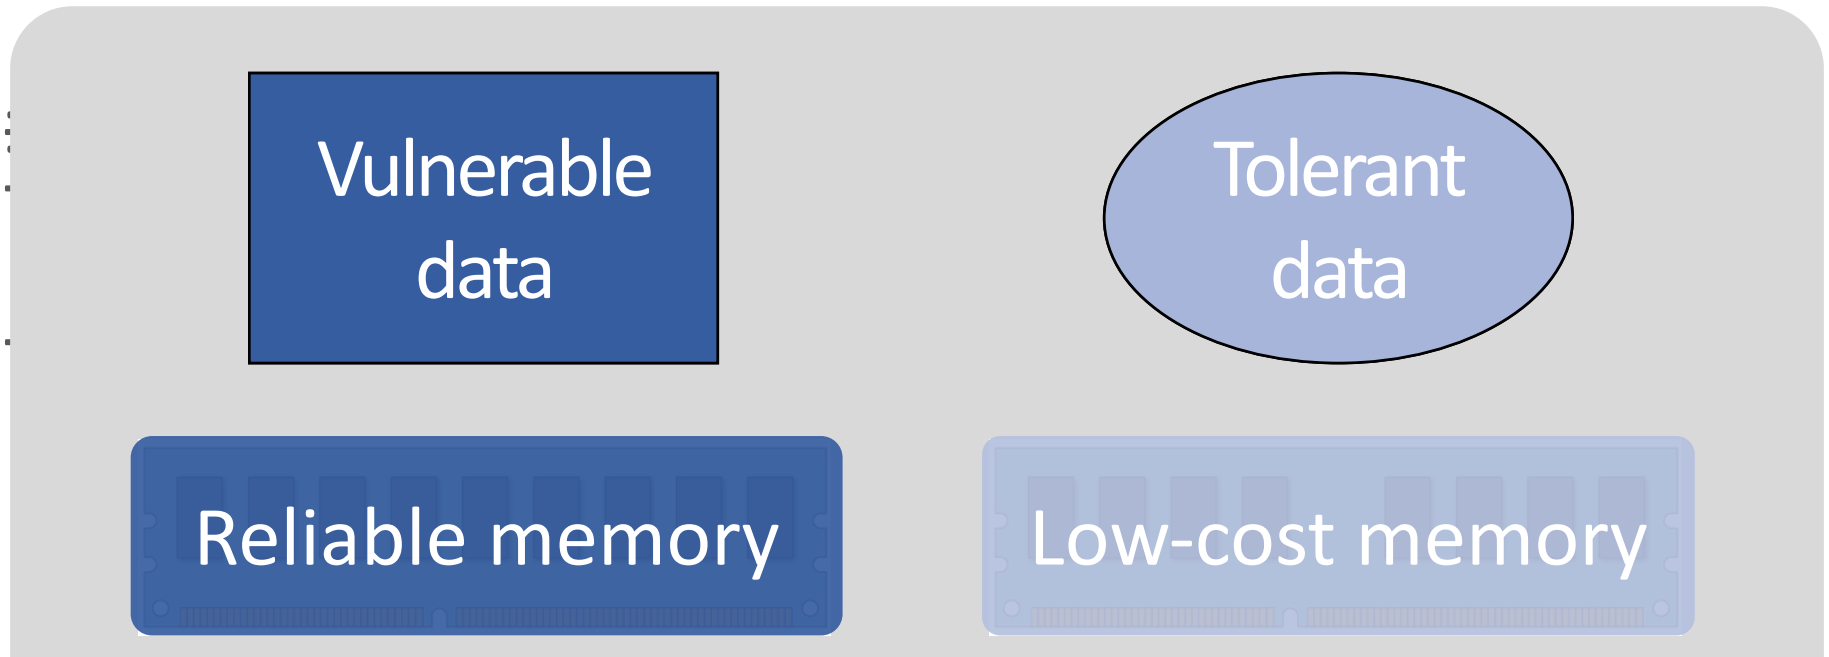 Vulnerable
data
Tolerant
data
Reliable memory
Low-cost memory